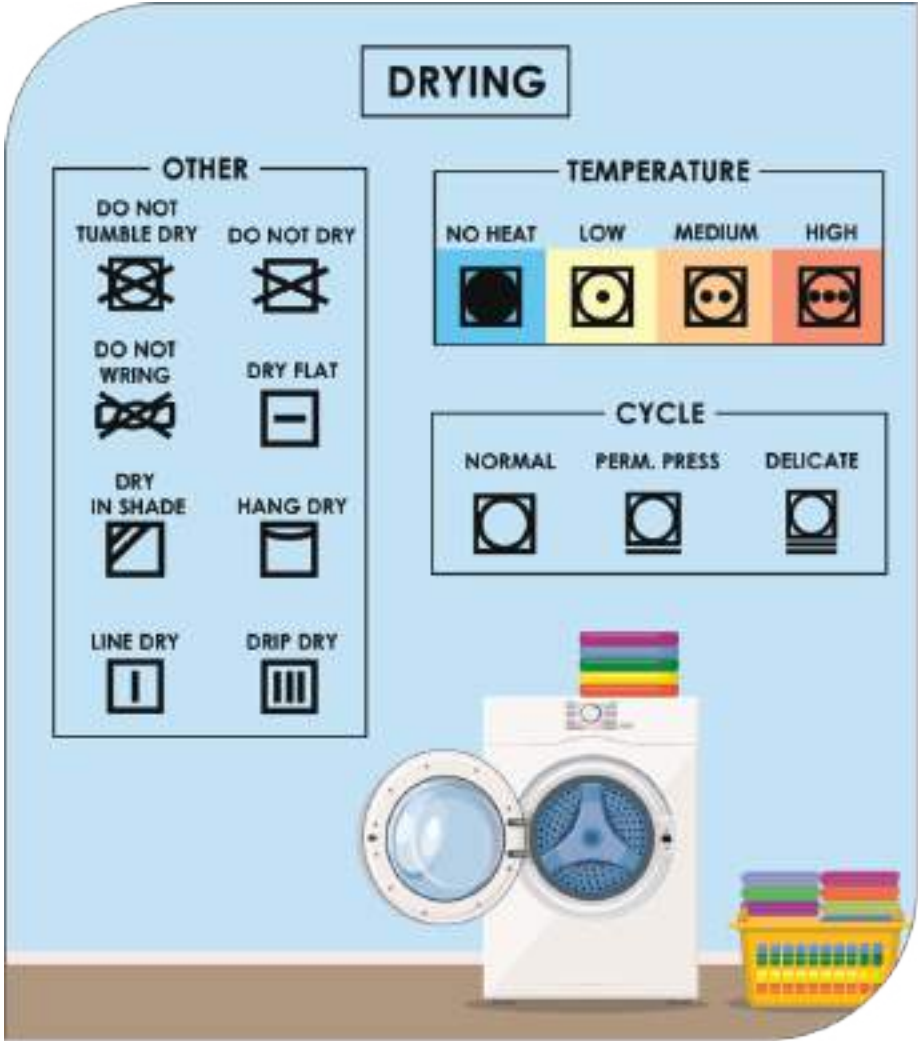 DRYING
OTHER
DO NOT
TUMBLE DRY
DO NOT DRY
DO NOT
WRING
DRY FLAT
DRY
IN SHADE
HANG DRY
LINE DRY
DRIP DRY
TEMPERATURE
NO HEAT
LOW
MEDIUM
HIGH
CYCLE
NORMAL
PERM. PRESS
DELICATE